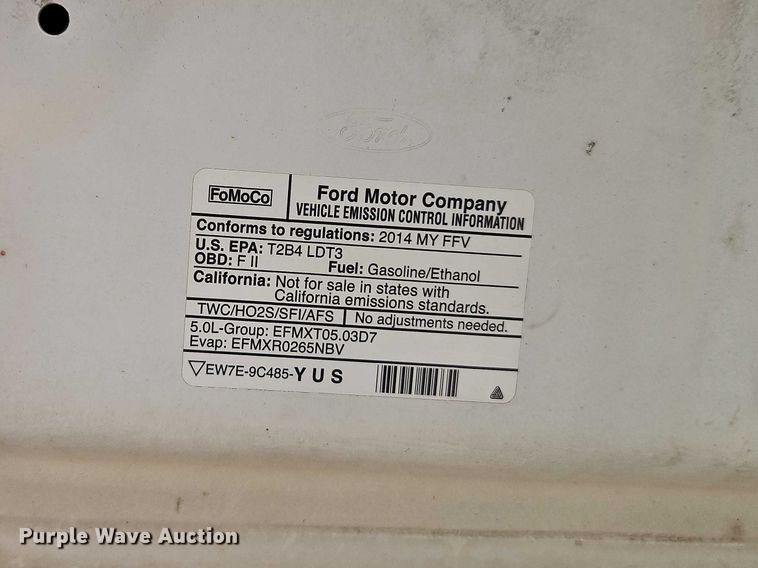 Ford
FoMoCo
Ford Motor Company
VEHICLE EMISSION CONTROL INFORMATION
Conforms to regulations: 2014 MY FFV
U.S. EPA: T2B4 LDT3
OBD: F II Fuel: Gasoline/Ethanol
California: Not for sale in states with
California emissions standards.
TWC/HO2S/SFI/AFS No adjustments needed.
5.0L-Group: EFMXT05.03D7
Evap: EFMXR0265NBV
EW7E-9C485-Y U S
Purple Wave Auction